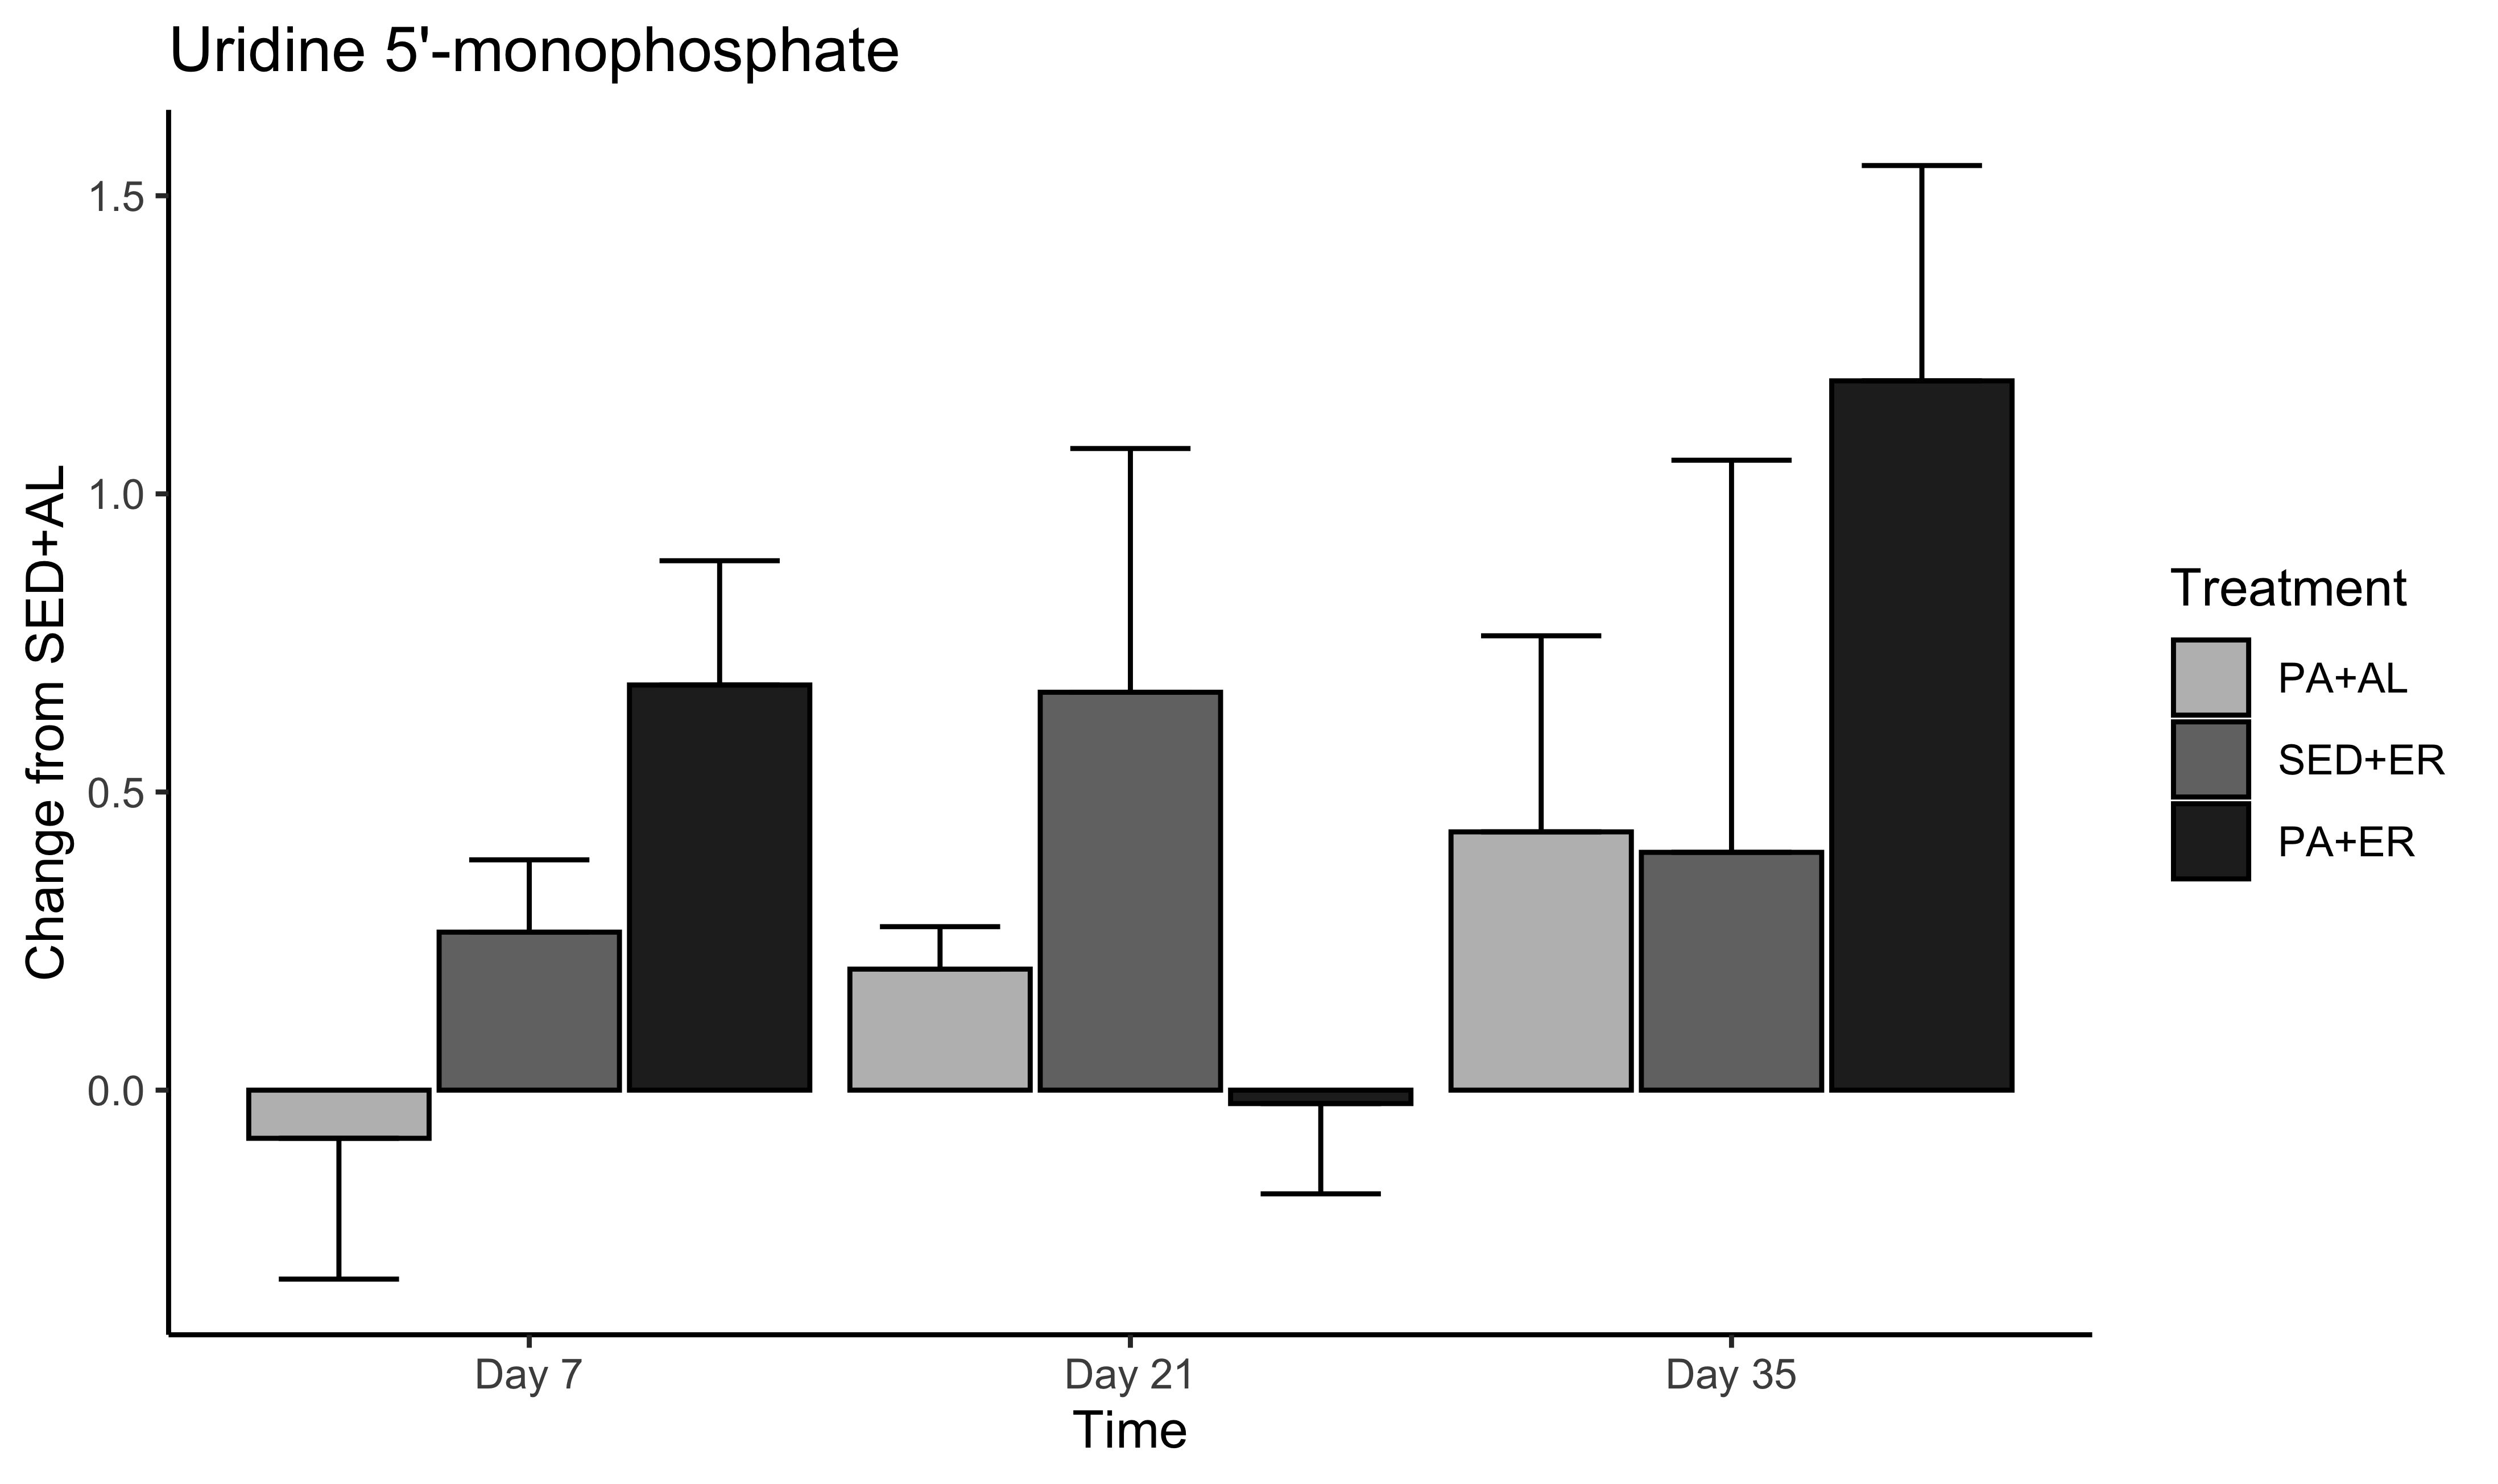 Uridine 5'-monophosphate
Change from SED+AL
1.5
1.0
0.5
0.0
Day 7
Day 21
Day 35
Time
Treatment
PA+AL
SED+ER
PA+ER